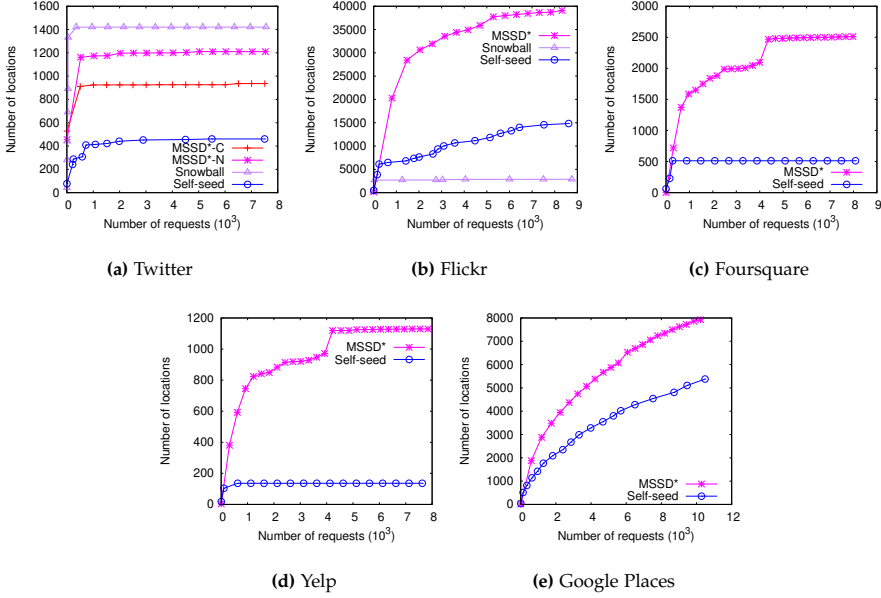 Number of locations
1600
1400
1200
1000
800
600
400
200
0
MSSD*-C
MSSD*-N
Snowball
Self-seed
0 1 2 3 4 5 6 7 8
Number of requests (10³)
(a) Twitter
Number of locations
40000
35000
30000
25000
20000
15000
10000
5000
0
MSSD*
Snowball
Self-seed
0 1 2 3 4 5 6 7 8 9
Number of requests (10³)
(b) Flickr
Number of locations
3000
2500
2000
1500
1000
500
0
MSSD*
Self-seed
0 1 2 3 4 5 6 7 8 9
Number of requests (10³)
(c) Foursquare
Number of locations
1200
1000
800
600
400
200
0
MSSD*
Self-seed
0 1 2 3 4 5 6 7 8
Number of requests (10³)
(d) Yelp
Number of locations
8000
7000
6000
5000
4000
3000
2000
1000
0
MSSD*
Self-seed
0 2 4 6 8 10 12
Number of requests (10³)
(e) Google Places